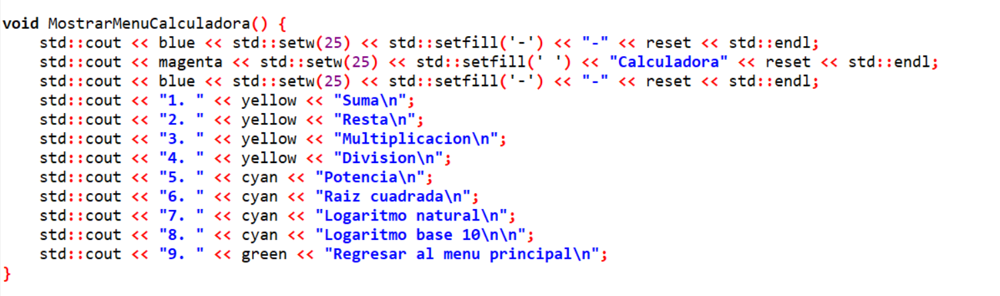 void MostrarMenuCalculadora() {
    std::cout << blue << std::setw(25) << std::setfill('-') << "-" << reset << std::endl;
    std::cout << magenta << std::setw(25) << std::setfill(' ') << "Calculadora" << reset << std::endl;
    std::cout << blue << std::setw(25) << std::setfill('-') << "-" << reset << std::endl;
    std::cout << "1. " << yellow << "Suma\n";
    std::cout << "2. " << yellow << "Resta\n";
    std::cout << "3. " << yellow << "Multiplicacion\n";
    std::cout << "4. " << yellow << "Division\n";
    std::cout << "5. " << cyan << "Potencia\n";
    std::cout << "6. " << cyan << "Raiz cuadrada\n";
    std::cout << "7. " << cyan << "Logaritmo natural\n";
    std::cout << "8. " << cyan << "Logaritmo base 10\n\n";
    std::cout << "9. " << green << "Regresar al menu principal\n";
}